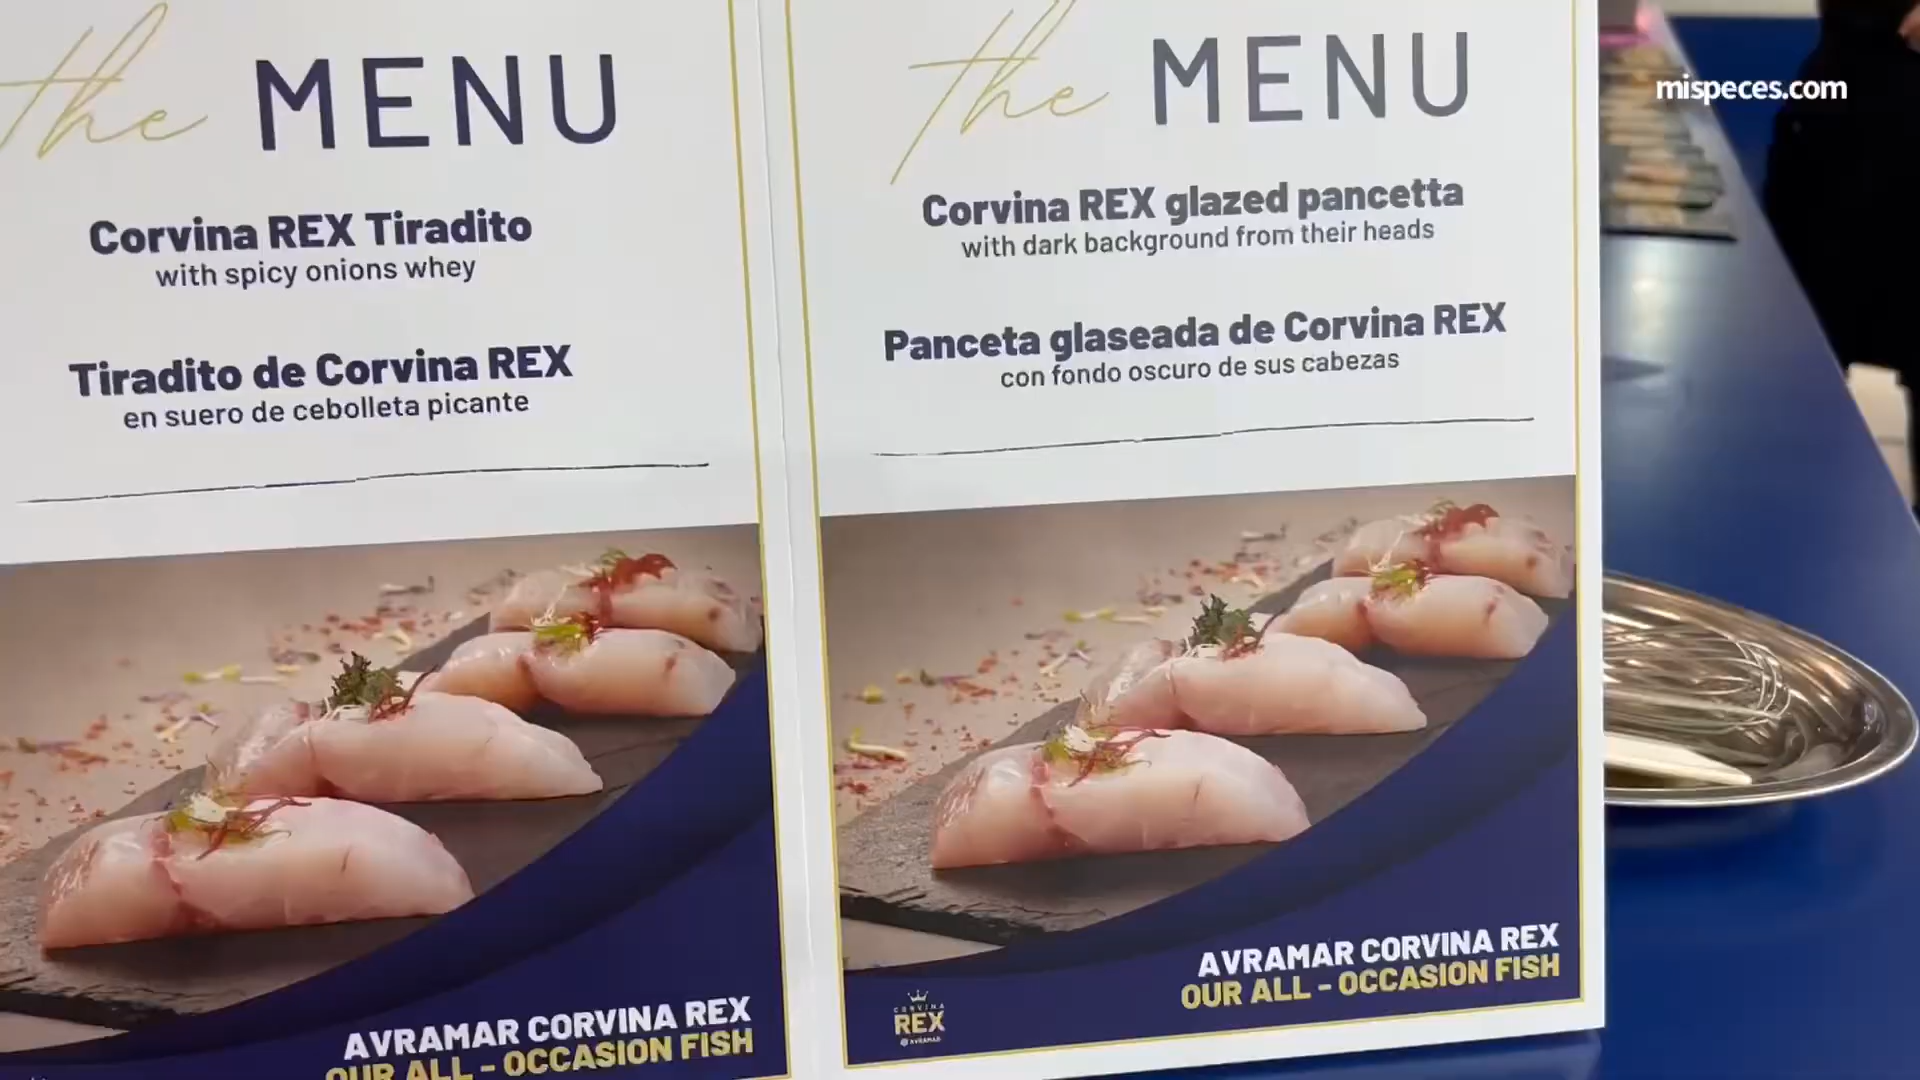 the MENU
Corvina REX Tiradito
with spicy onions whey
Tiradito de Corvina REX
en suero de cebolleta picante
AVRAMAR CORVINA REX
OUR ALL - OCCASION FISH
the MENU
Corvina REX glazed pancetta
with dark background from their heads
Panceta glaseada de Corvina REX
con fondo oscuro de sus cabezas
CORVINA
REX
AVRAMAR
AVRAMAR CORVINA REX
OUR ALL - OCCASION FISH
mispeces.com